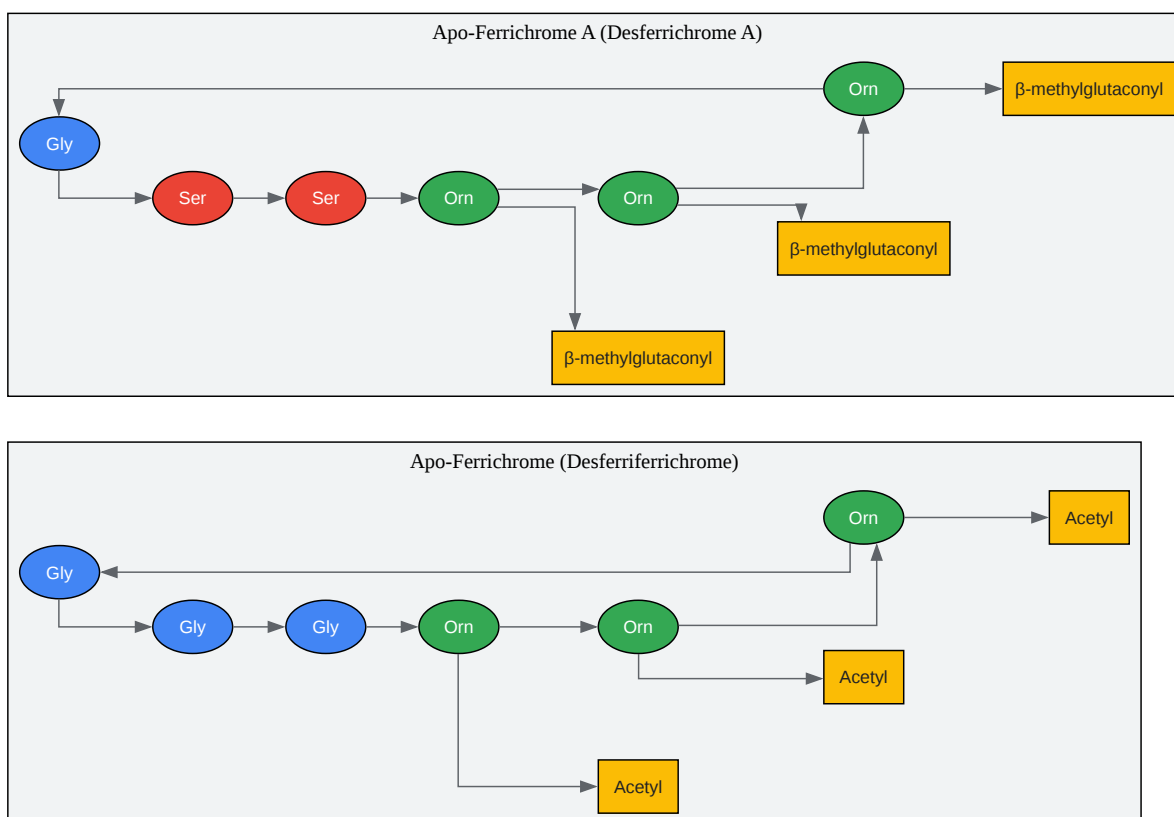 Apo-Ferrichrome A (Desferrichrome A)
Orn
β-methylglutaconyl
Gly
Ser
Ser
Orn
Orn
β-methylglutaconyl
β-methylglutaconyl
Apo-Ferrichrome (Desferriferrichrome)
Orn
Acetyl
Gly
Gly
Gly
Orn
Orn
Acetyl
Acetyl